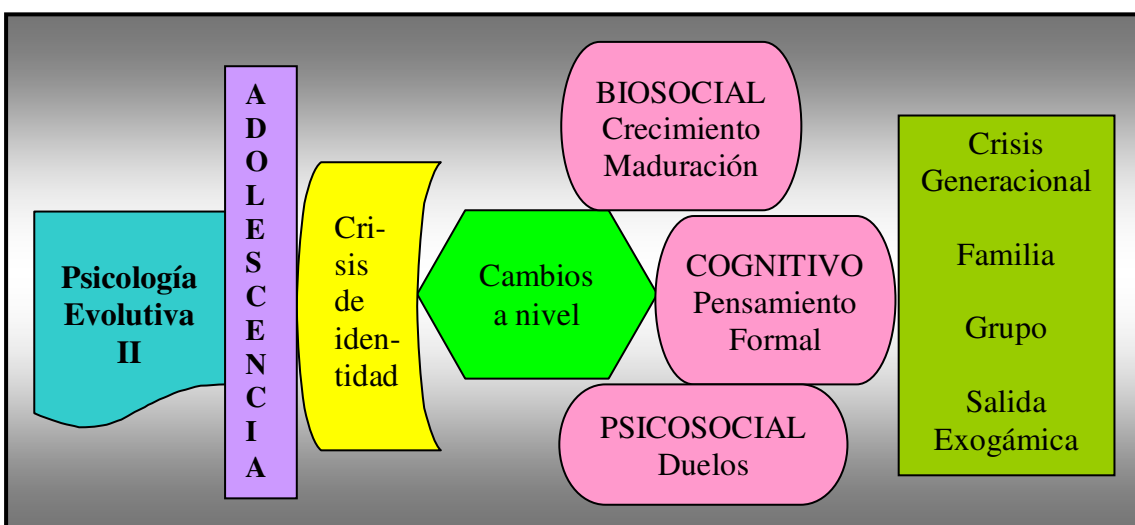 Psicología
Evolutiva
II
A
D
O
L
E
S
C
E
N
C
I
A
Cri-
sis
de
iden-
tidad
Cambios
a nivel
BIOSOCIAL
Crecimiento
Maduración
COGNITIVO
Pensamiento
Formal
PSICOSOCIAL
Duelos
Crisis
Generacional
Familia
Grupo
Salida
Exogámica